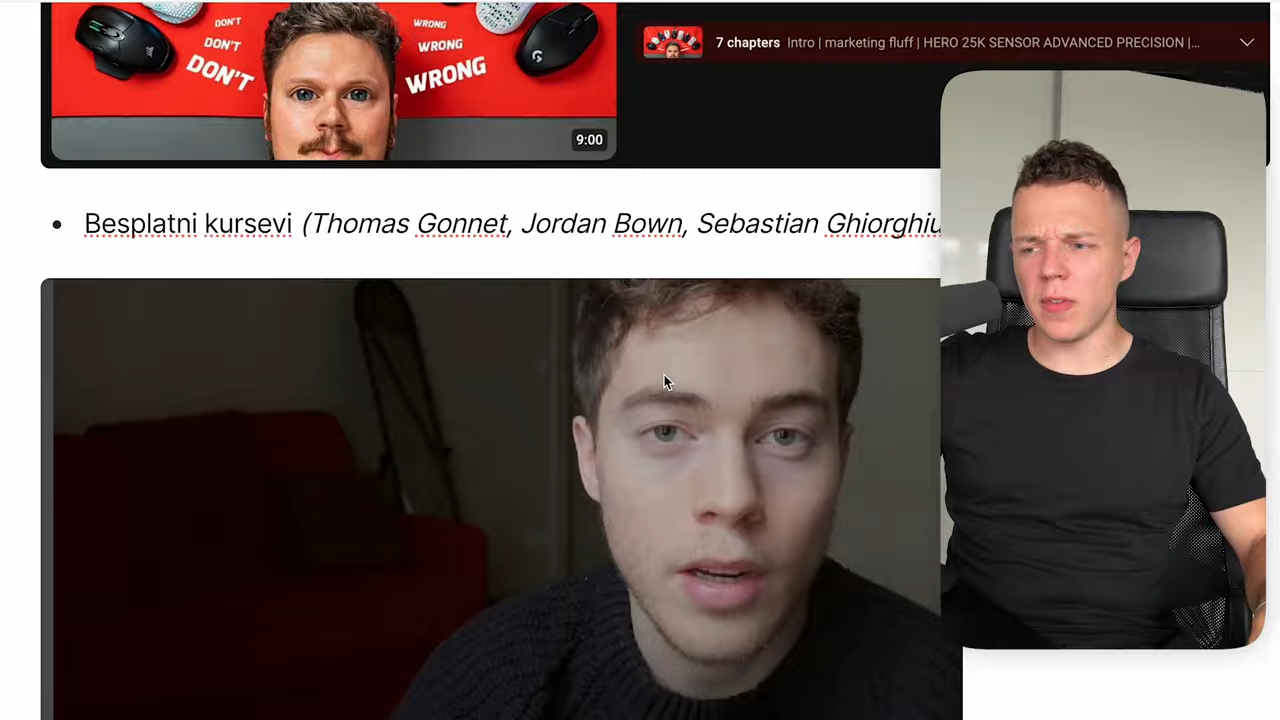 DON'T
DON'T
DON'T
WRONG
WRONG
WRONG
9:00
7 chapters Intro | marketing fluff | HERO 25K SENSOR ADVANCED PRECISION |...
• Besplatni kursevi (Thomas Gonnet, Jordan Bown, Sebastian Ghiorghiu